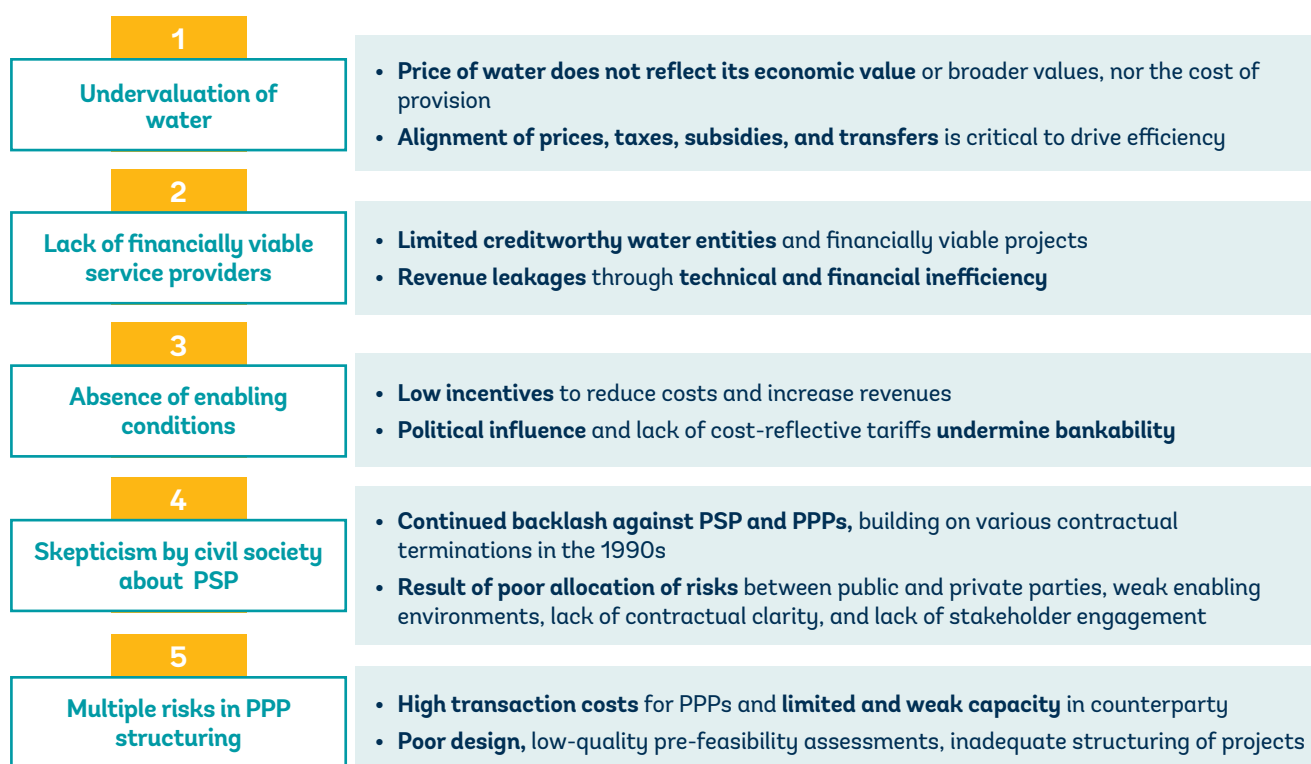 1
Undervaluation of
water
• Price of water does not reflect its economic value or broader values, nor the cost of
provision
• Alignment of prices, taxes, subsidies, and transfers is critical to drive efficiency
2
Lack of financially viable
service providers
• Limited creditworthy water entities and financially viable projects
• Revenue leakages through technical and financial inefficiency
3
Absence of enabling
conditions
• Low incentives to reduce costs and increase revenues
• Political influence and lack of cost-reflective tariffs undermine bankability
4
Skepticism by civil society
about PSP
• Continued backlash against PSP and PPPs, building on various contractual
terminations in the 1990s
• Result of poor allocation of risks between public and private parties, weak enabling
environments, lack of contractual clarity, and lack of stakeholder engagement
5
Multiple risks in PPP
structuring
• High transaction costs for PPPs and limited and weak capacity in counterparty
• Poor design, low-quality pre-feasibility assessments, inadequate structuring of projects